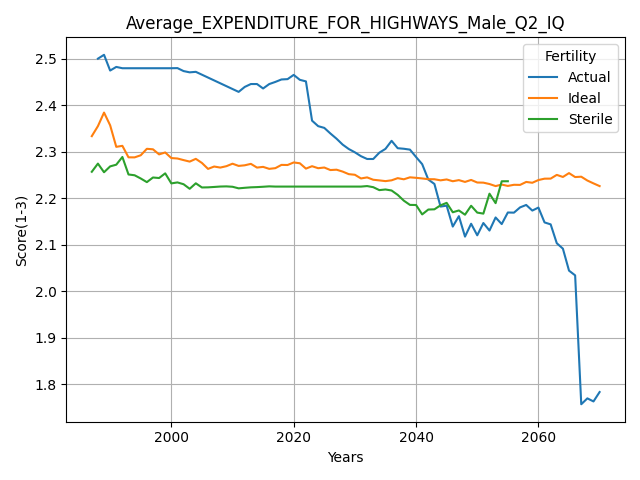 Average_EXPENDITURE_FOR_HIGHWAYS_Male_Q2_IQ
Fertility
Actual
Ideal
Sterile
Score(1-3)
2.5
2.4
2.3
2.2
2.1
2.0
1.9
1.8
2000 2020 2040 2060
Years